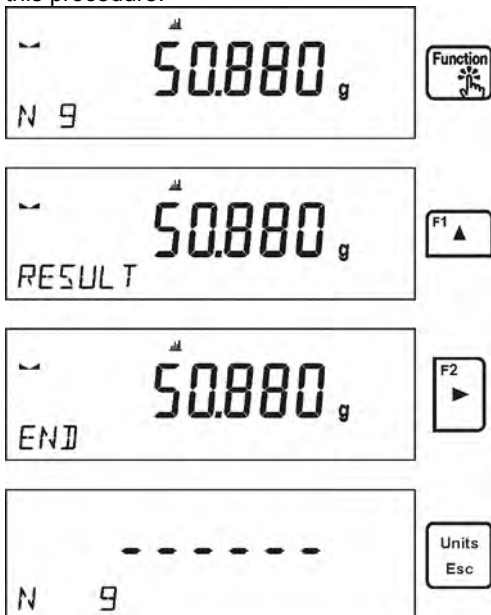 this procedure.
50.880 g
Function
N 9
50.880 g
F1
RESULT
50.880 g
F2
END
------
Units
Esc
N 9